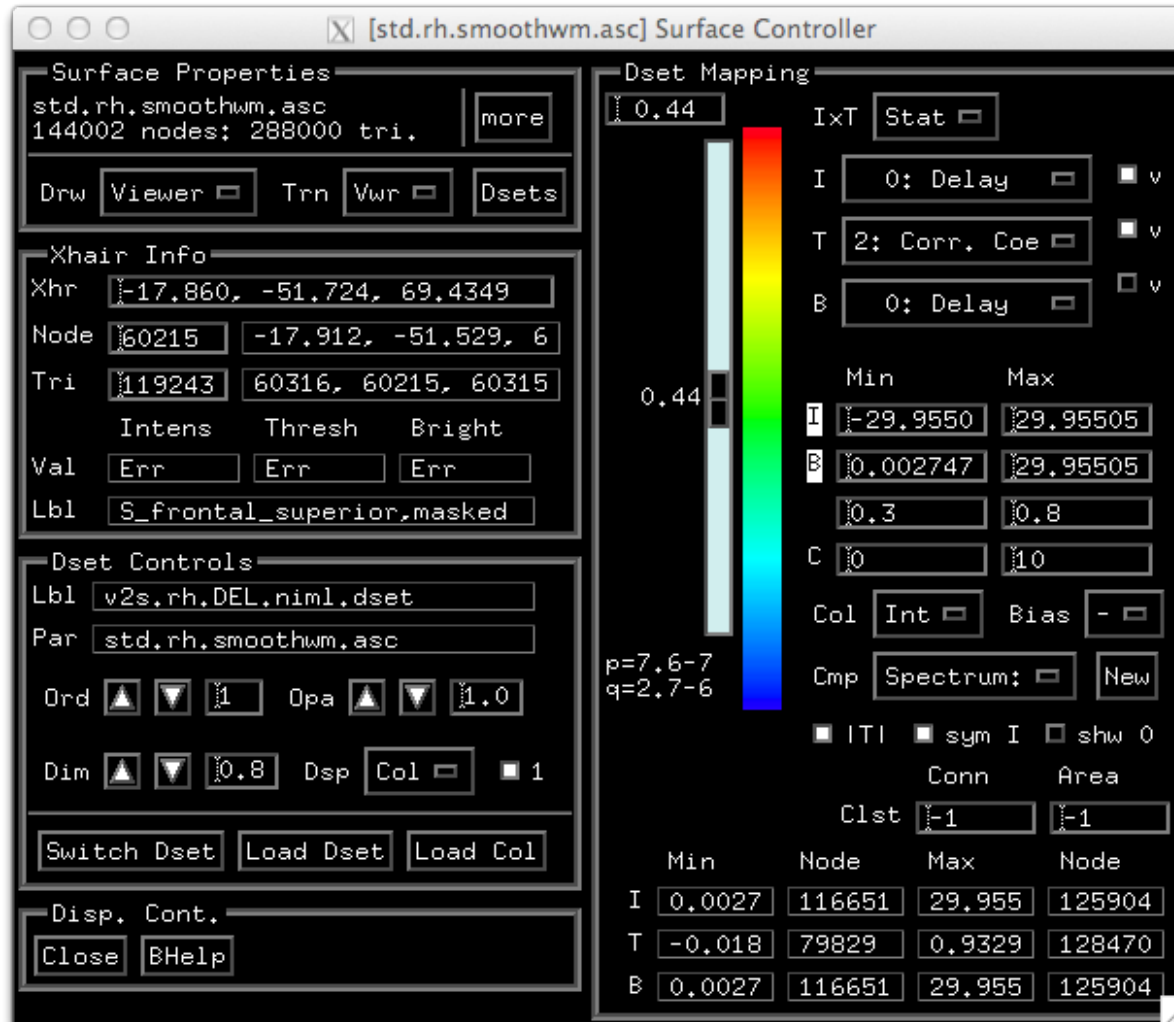 [std.rh.smoothwm.asc] Surface Controller
Surface Properties
std.rh.smoothwm.asc
144002 nodes: 288000 tri.
more
Drw Viewer Trn Vwr Dsets
Xhair Info
Xhr -17.860, -51.724, 69.4349
Node 60215 -17.912, -51.529, 6
Tri 119243 60316, 60215, 60315
Intens Thresh Bright
Val Err Err Err
Lbl S_frontal_superior,masked
Dset Controls
Lbl v2s.rh.DEL.niml.dset
Par std.rh.smoothwm.asc
Ord 1 Opa 1.0
Dim 0.8 Dsp Col 1
Switch Dset Load Dset Load Col
Disp. Cont.
Close BHelp
Dset Mapping
0.44
0.44
p=7.6-7
q=2.7-6
IxT Stat
I 0: Delay v
T 2: Corr. Coe v
B 0: Delay v
Min Max
I -29.9550 29.95505
B 0.002747 29.95505
0.3 0.8
C 0 10
Col Int Bias -
Cmp Spectrum: New
|T| sym I shw 0
Conn Area
Clst -1 -1
Min Node Max Node
I 0.0027 116651 29.955 125904
T -0.018 79829 0.9329 128470
B 0.0027 116651 29.955 125904